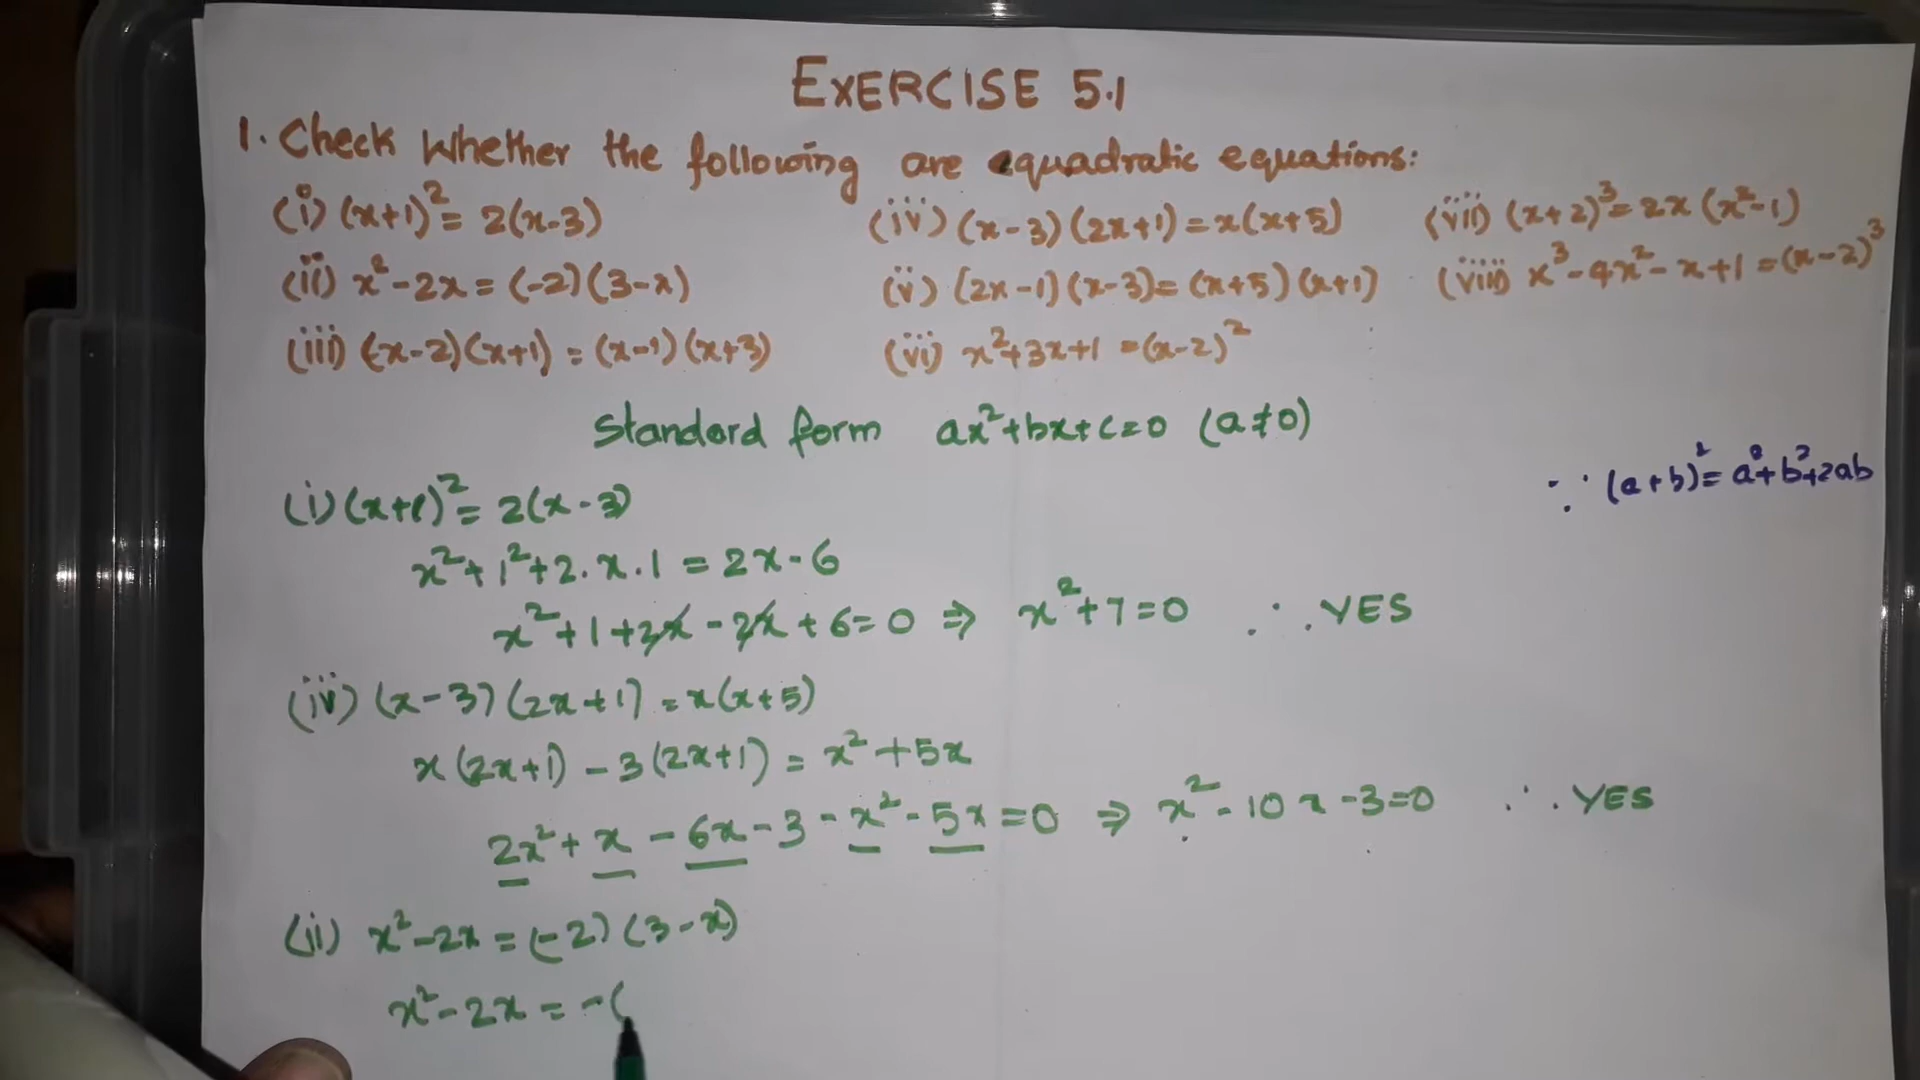 EXERCISE 5.1
1. Check whether the following are quadratic equations:
(i) (x+1)² = 2(x-3)
(ii) x²-2x = (-2)(3-x)
(iii) (x-2)(x+1) = (x-1)(x+3)
(iv) (x-3)(2x+1) = x(x+5)
(v) (2x-1)(x-3) = (x+5)(x+1)
(vi) x²+3x+1 = (x-2)²
(vii) (x+2)³ = 2x(x²-1)
(viii) x³-4x²-x+1 = (x-2)³
Standard form ax²+bx+c=0 (a≠0)
∵ (a+b)² = a²+b²+2ab
(i) (x+1)² = 2(x-3)
x²+1²+2.x.1 = 2x-6
x²+1+2x-2x+6=0 ⇒ x²+7=0 ∴ YES
(iv) (x-3)(2x+1) = x(x+5)
x(2x+1) - 3(2x+1) = x²+5x
2x²+x-6x-3-x²-5x=0 ⇒ x²-10x-3=0 ∴ YES
(ii) x²-2x = (-2)(3-x)
x²-2x = -